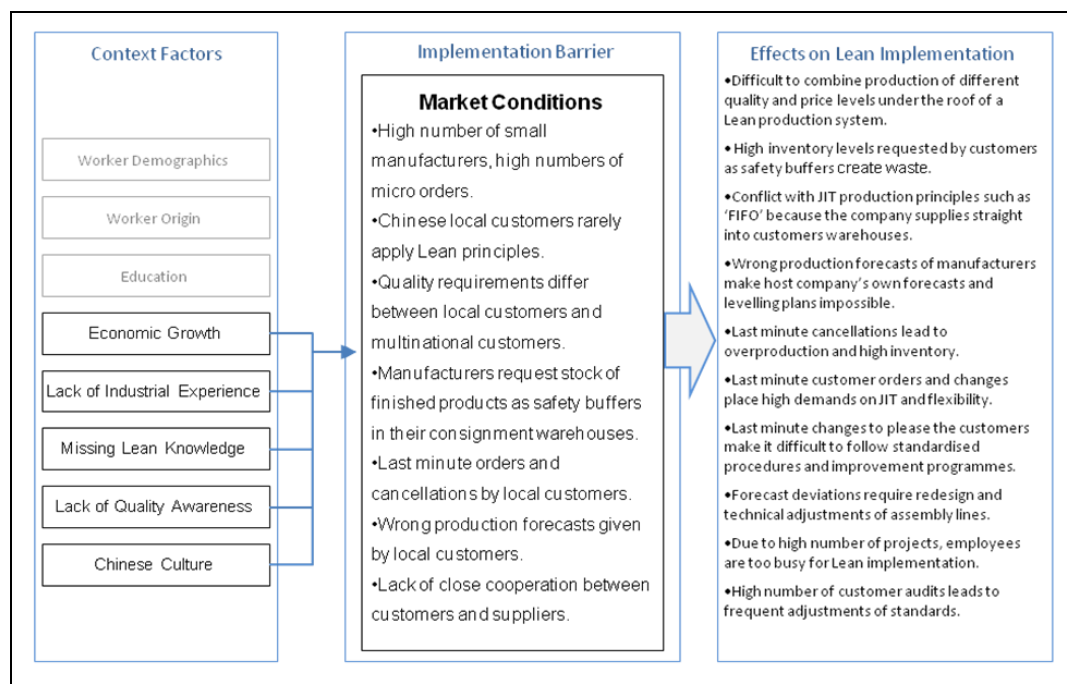 Context Factors
Worker Demographics
Worker Origin
Education
Economic Growth
Lack of Industrial Experience
Missing Lean Knowledge
Lack of Quality Awareness
Chinese Culture
Implementation Barrier
Market Conditions
•High number of small
manufacturers, high numbers of
micro orders.
•Chinese local customers rarely
apply Lean principles.
•Quality requirements differ
between local customers and
multinational customers.
•Manufacturers request stock of
finished products as safety buffers
in their consignment warehouses.
•Last minute orders and
cancellations by local customers.
•Wrong production forecasts given
by local customers.
•Lack of close cooperation between
customers and suppliers.
Effects on Lean Implementation
•Difficult to combine production of different
quality and price levels under the roof of a
Lean production system.
• High inventory levels requested by customers
as safety buffers create waste.
•Conflict with JIT production principles such as
‘FIFO’ because the company supplies straight
into customers warehouses.
•Wrong production forecasts of manufacturers
make host company’s own forecasts and
levelling plans impossible.
•Last minute cancellations lead to
overproduction and high inventory.
•Last minute customer orders and changes
place high demands on JIT and flexibility.
•Last minute changes to please the customers
make it difficult to follow standardised
procedures and improvement programmes.
•Forecast deviations require redesign and
technical adjustments of assembly lines.
•Due to high number of projects, employees
are too busy for Lean implementation.
•High number of customer audits leads to
frequent adjustments of standards.